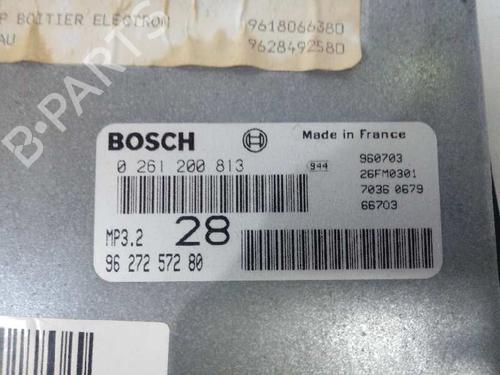 P BOITIER ELECTRON
9618066380
AU
9628492580
BOSCH
Made in France
0 261 200 813
944
960703
26FM0301
7036 0679
66703
MP3.2
28
96 272 572 80
B-PARTS